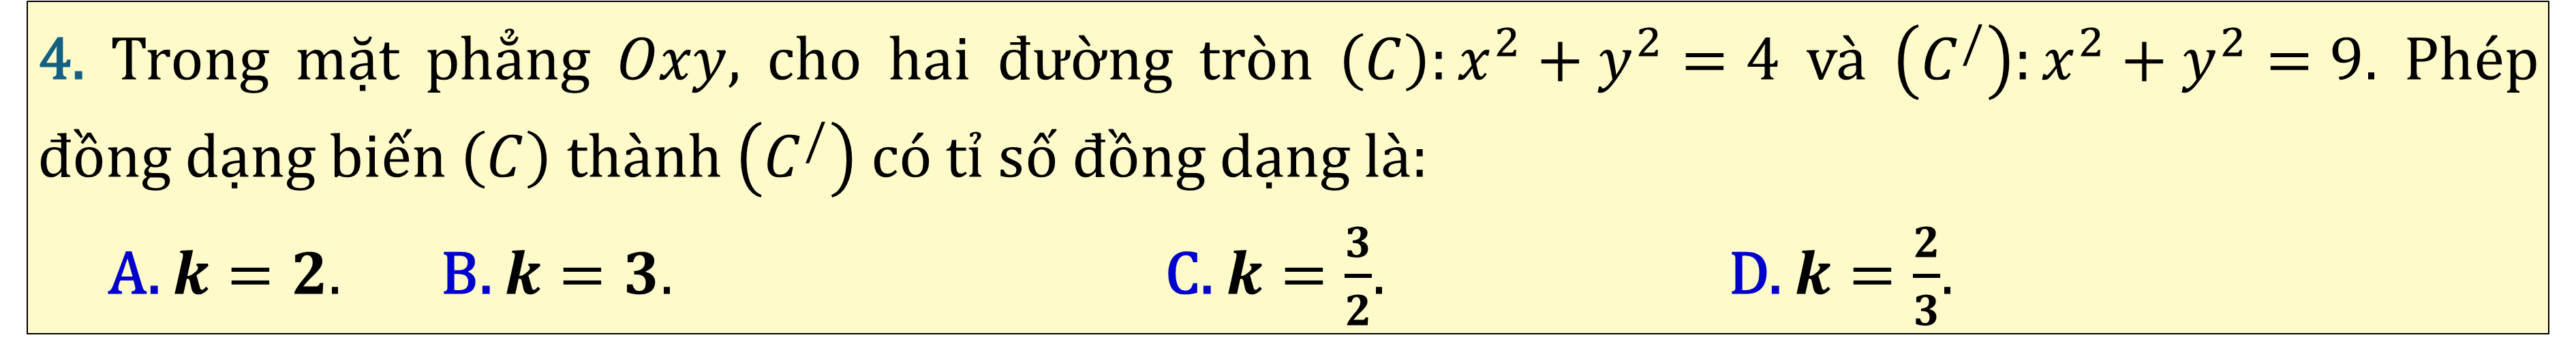 4. Trong mặt phẳng Oxy, cho hai đường tròn (C): x² + y² = 4 và (C/): x² + y² = 9. Phép
đồng dạng biến (C) thành (C/) có tỉ số đồng dạng là:
A. k = 2. B. k = 3. C. k = 3/2. D. k = 2/3.